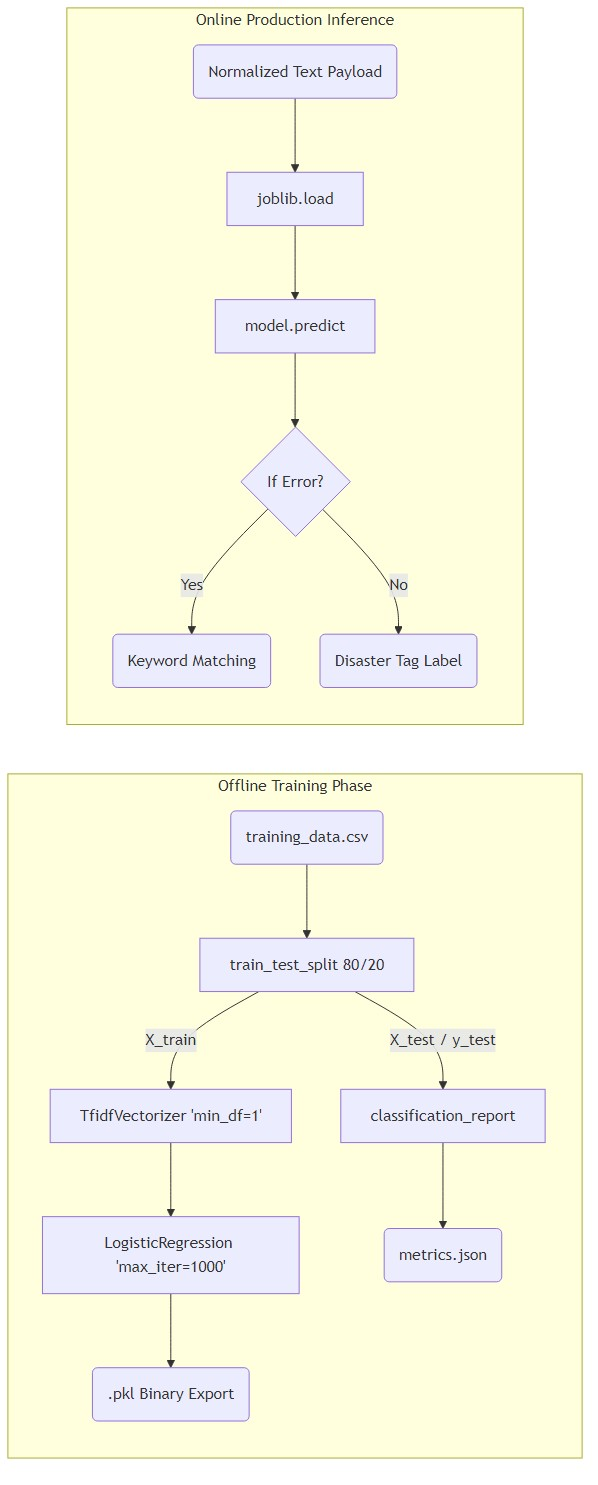 Online Production Inference
Normalized Text Payload
joblib.load
model.predict
If Error?
Yes
No
Keyword Matching
Disaster Tag Label
Offline Training Phase
training_data.csv
train_test_split 80/20
X_train
X_test / y_test
TfidfVectorizer 'min_df=1'
classification_report
LogisticRegression
'max_iter=1000'
metrics.json
.pkl Binary Export